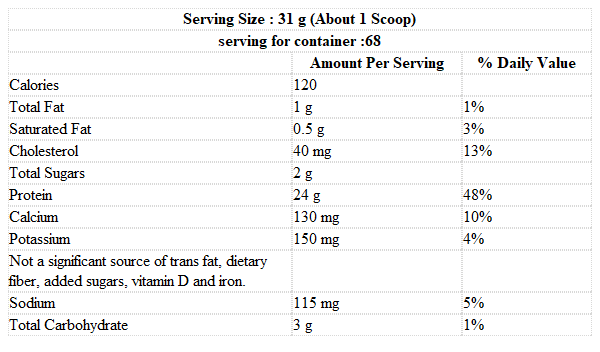 Serving Size : 31 g (About 1 Scoop)
serving for container :68
Amount Per Serving % Daily Value
Calories 120
Total Fat 1 g 1%
Saturated Fat 0.5 g 3%
Cholesterol 40 mg 13%
Total Sugars 2 g
Protein 24 g 48%
Calcium 130 mg 10%
Potassium 150 mg 4%
Not a significant source of trans fat, dietary
fiber, added sugars, vitamin D and iron.
Sodium 115 mg 5%
Total Carbohydrate 3 g 1%